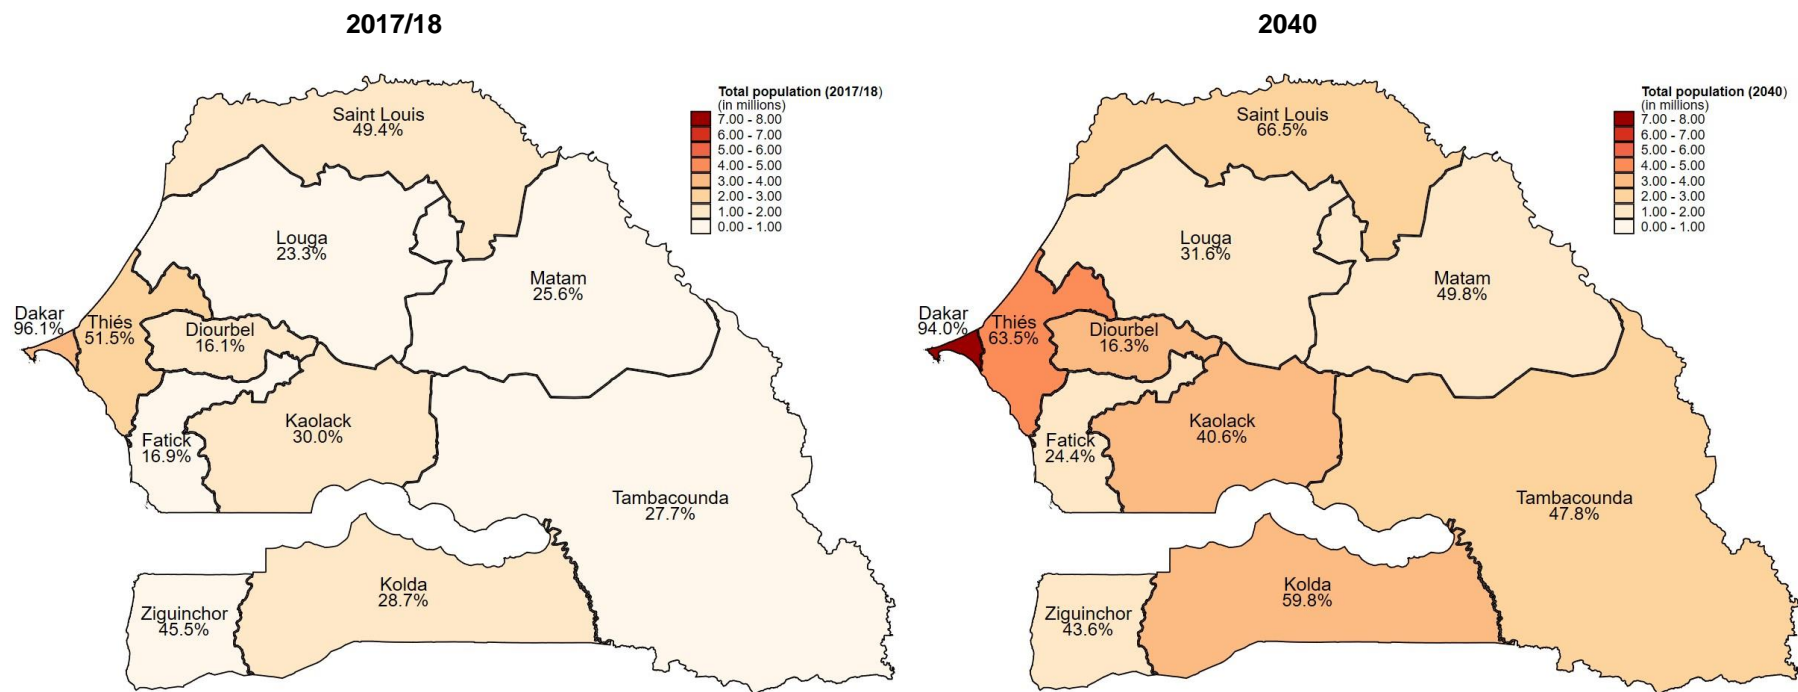 2017/18
Total population (2017/18)
(in millions)
7.00 - 8.00
6.00 - 7.00
5.00 - 6.00
4.00 - 5.00
3.00 - 4.00
2.00 - 3.00
1.00 - 2.00
0.00 - 1.00
Saint Louis
49.4%
Louga
23.3%
Matam
25.6%
Dakar
96.1%
Thiés
51.5%
Diourbel
16.1%
Kaolack
30.0%
Fatick
16.9%
Tambacounda
27.7%
Kolda
28.7%
Ziguinchor
45.5%
2040
Total population (2040)
(in millions)
7.00 - 8.00
6.00 - 7.00
5.00 - 6.00
4.00 - 5.00
3.00 - 4.00
2.00 - 3.00
1.00 - 2.00
0.00 - 1.00
Saint Louis
66.5%
Louga
31.6%
Matam
49.8%
Dakar
94.0%
Thiés
63.5%
Diourbel
16.3%
Kaolack
40.6%
Fatick
24.4%
Tambacounda
47.8%
Kolda
59.8%
Ziguinchor
43.6%